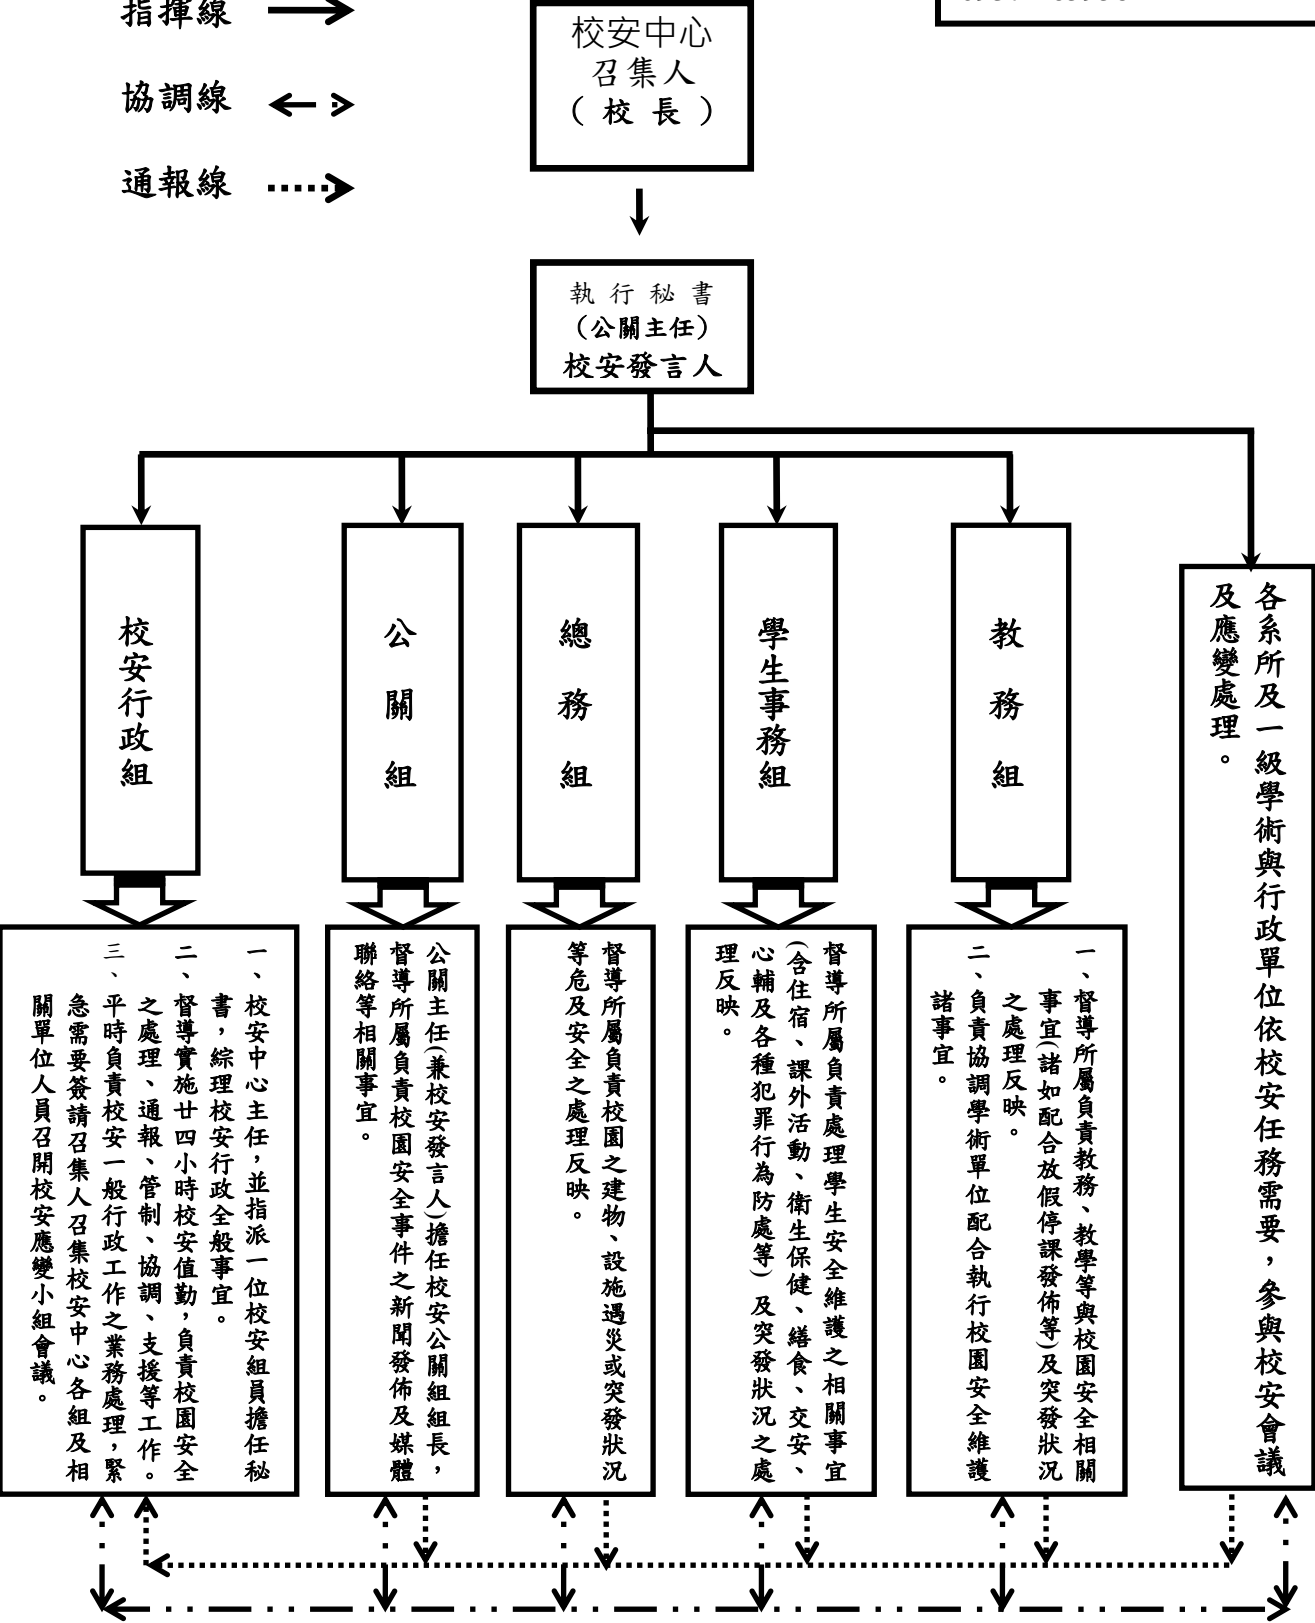 指揮線
協調線
通報線
校安中心
召集人
（校長）
執行秘書
（公關主任）
校安發言人
校安行政組
公關組
總務組
學生事務組
教務組
各系所及一級學術與行政單位依校安任務需要，參與校安會議
及應變處理。
一、校安中心主任，並指派一位校安組員擔任秘
書，綜理校安行政全般事宜。
二、督導實施廿四小時校安值勤，負責校園安全
之處理、通報、管制、協調、支援等工作。
三、平時負責校安一般行政工作之業務處理，緊
急需要簽請召集人召集校安中心各組及相
關單位人員召開校安應變小組會議。
公關主任(兼校安發言人)擔任校安公關組組長，
督導所屬負責校園安全事件之新聞發佈及媒體
聯絡等相關事宜。
督導所屬負責校園之建物、設施遇災或突發狀況
等危及安全之處理反映。
督導所屬負責處理學生安全維護之相關事宜
(含住宿、課外活動、衛生保健、繕食、交安、
心輔及各種犯罪行為防處等) 及突發狀況之處
理反映。
一、督導所屬負責教務、教學等與校園安全相關
事宜(諸如配合放假停課發佈等)及突發狀況
之處理反映。
二、負責協調學術單位配合執行校園安全維護
諸事宜。